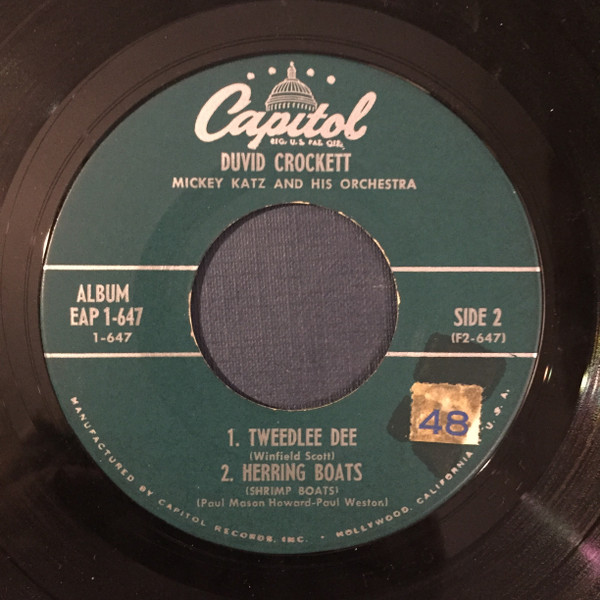 Capitol
REG. U.S. PAT. OFF.
DUVID CROCKETT
MICKEY KATZ AND HIS ORCHESTRA
ALBUM
EAP 1-647
1-647
SIDE 2
(F2-647)
48
1. TWEEDLEE DEE
(Winfield Scott)
2. HERRING BOATS
(SHRIMP BOATS)
(Paul Mason Howard-Paul Weston)
MANUFACTURED BY CAPITOL RECORDS, INC. • HOLLYWOOD, CALIFORNIA U.S.A.